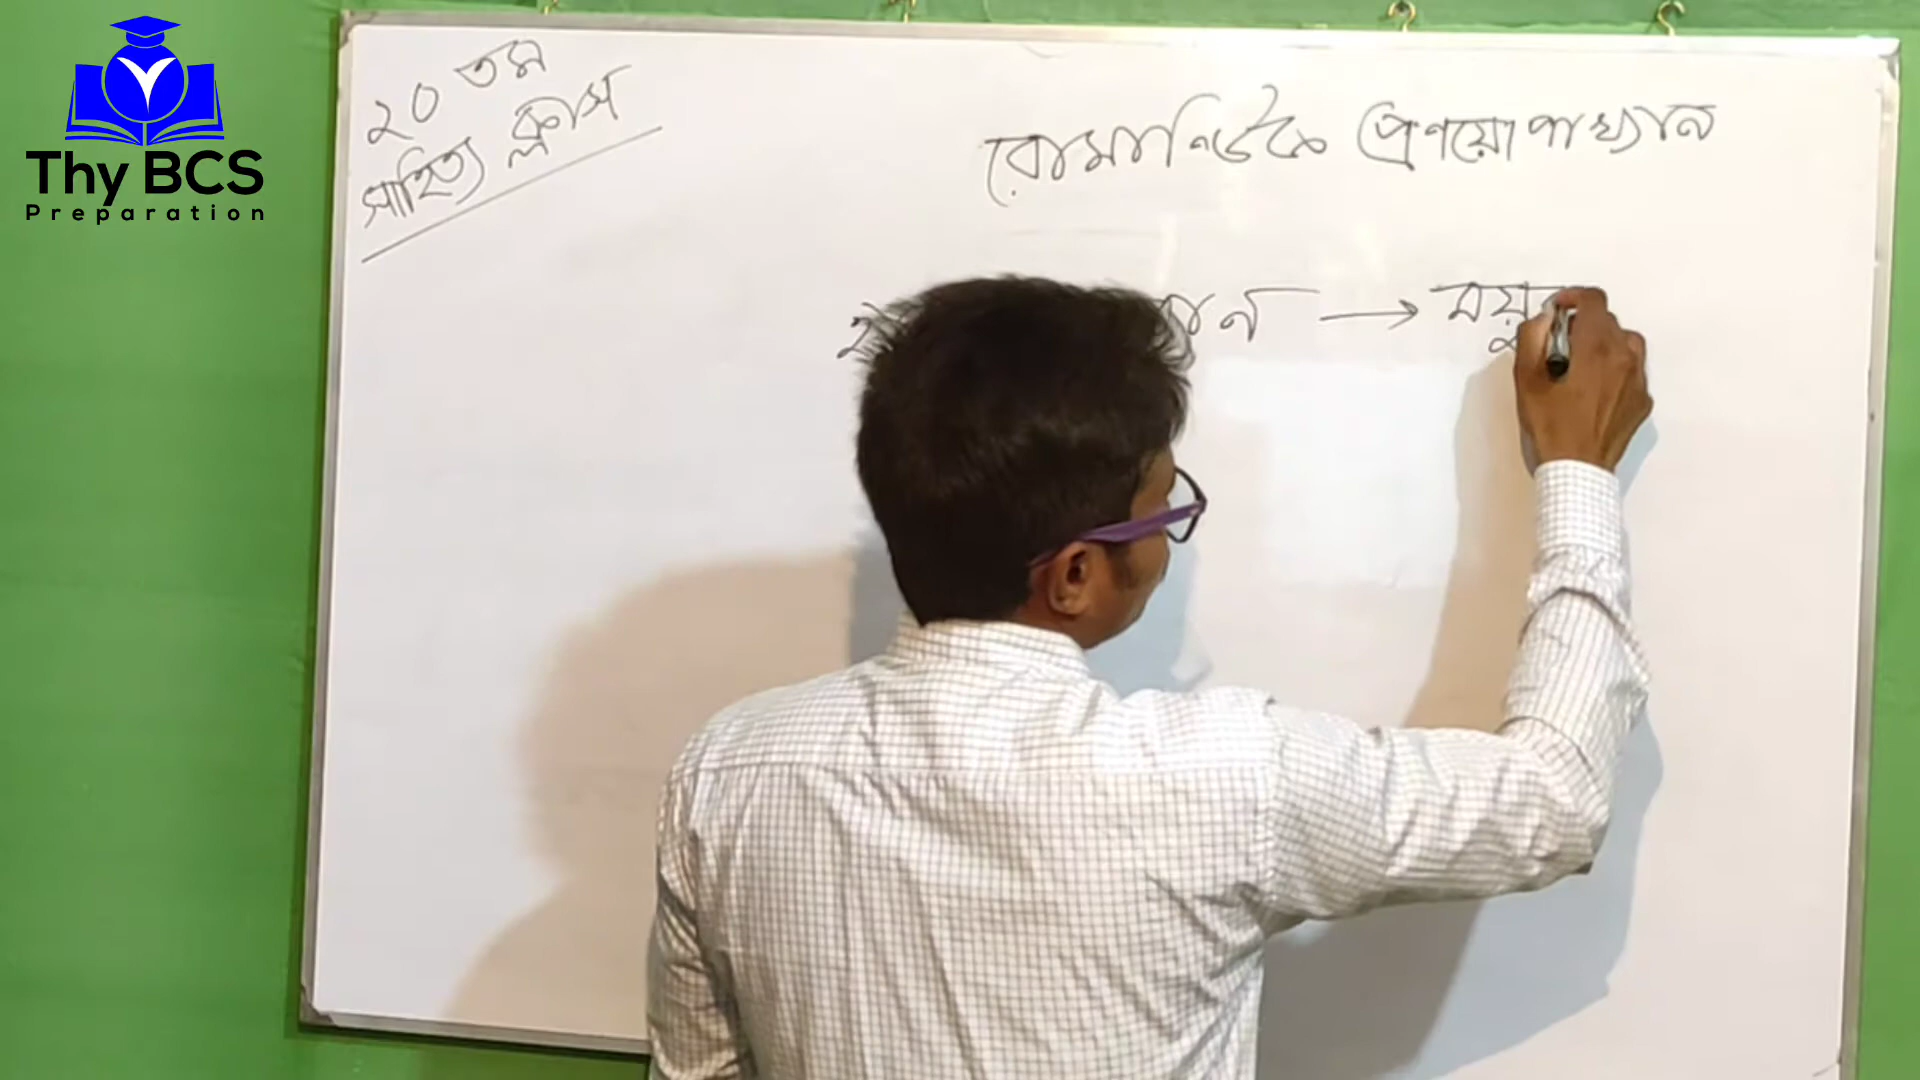 Thy BCS
Preparation
২০ তম
সাহিত্য ক্লাস
রোমান্টিক প্রণয়োপাখ্যান
→